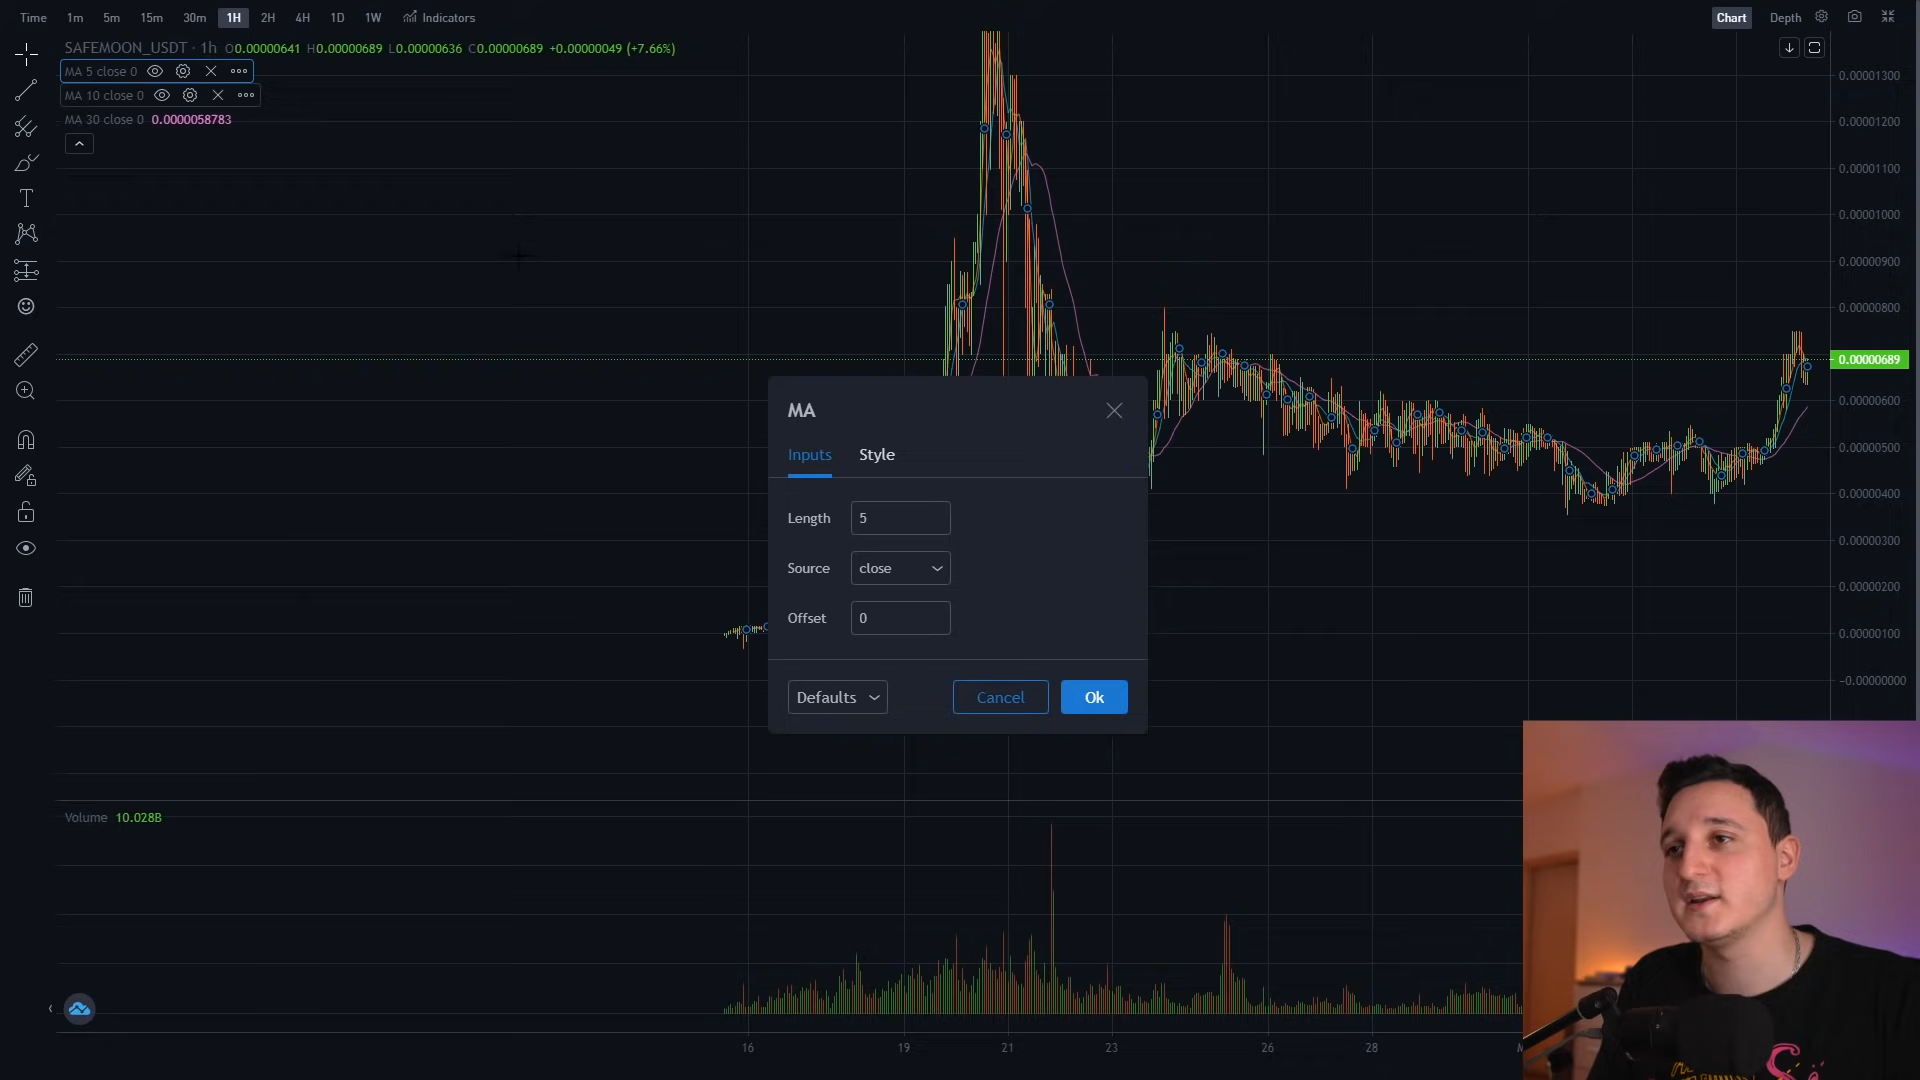 Time 1m 5m 15m 30m 1H 2H 4H 1D 1W Indicators Chart Depth
SAFEMOON_USDT · 1h O0.00000641 H0.00000689 L0.00000636 C0.00000689 +0.00000049 (+7.66%)
MA 5 close 0
MA 10 close 0
MA 30 close 0 0.0000058783
0.00001300
0.00001200
0.00001100
0.00001000
0.00000900
0.00000800
0.00000689
0.00000600
0.00000500
0.00000400
0.00000300
0.00000200
0.00000100
−0.00000000
MA
Inputs Style
Length 5
Source close
Offset 0
Defaults Cancel Ok
Volume 10.028B
16 19 21 23 26 28